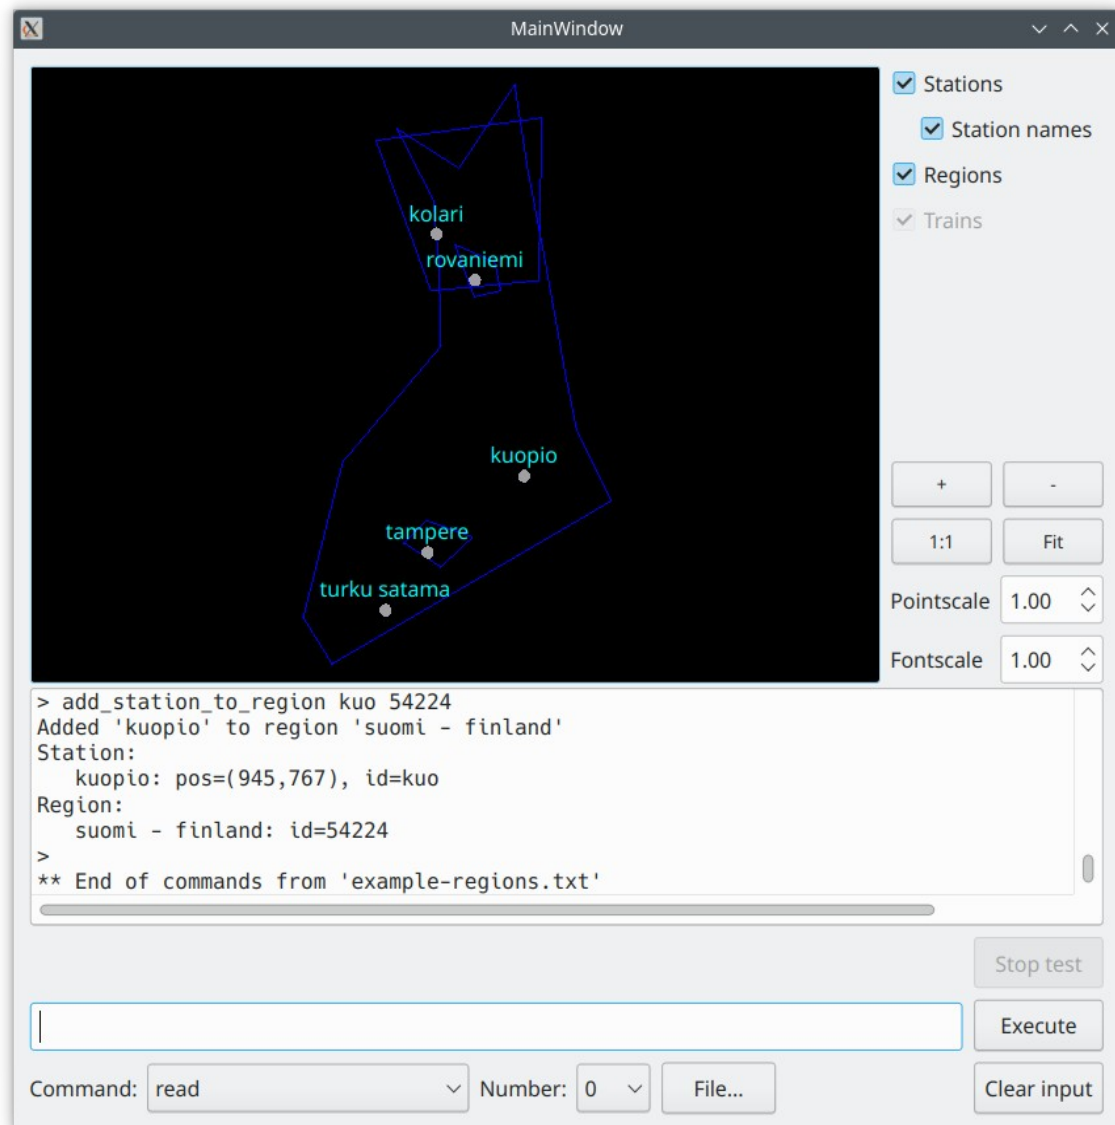 MainWindow
Stations
Station names
Regions
Trains
kolari
rovaniemi
kuopio
tampere
turku satama
+ -
1:1 Fit
Pointscale 1.00
Fontscale 1.00
> add_station_to_region kuo 54224
Added 'kuopio' to region 'suomi – finland'
Station:
   kuopio: pos=(945,767), id=kuo
Region:
   suomi – finland: id=54224
>
** End of commands from 'example-regions.txt'
Stop test
Execute
Command: read Number: 0 File... Clear input